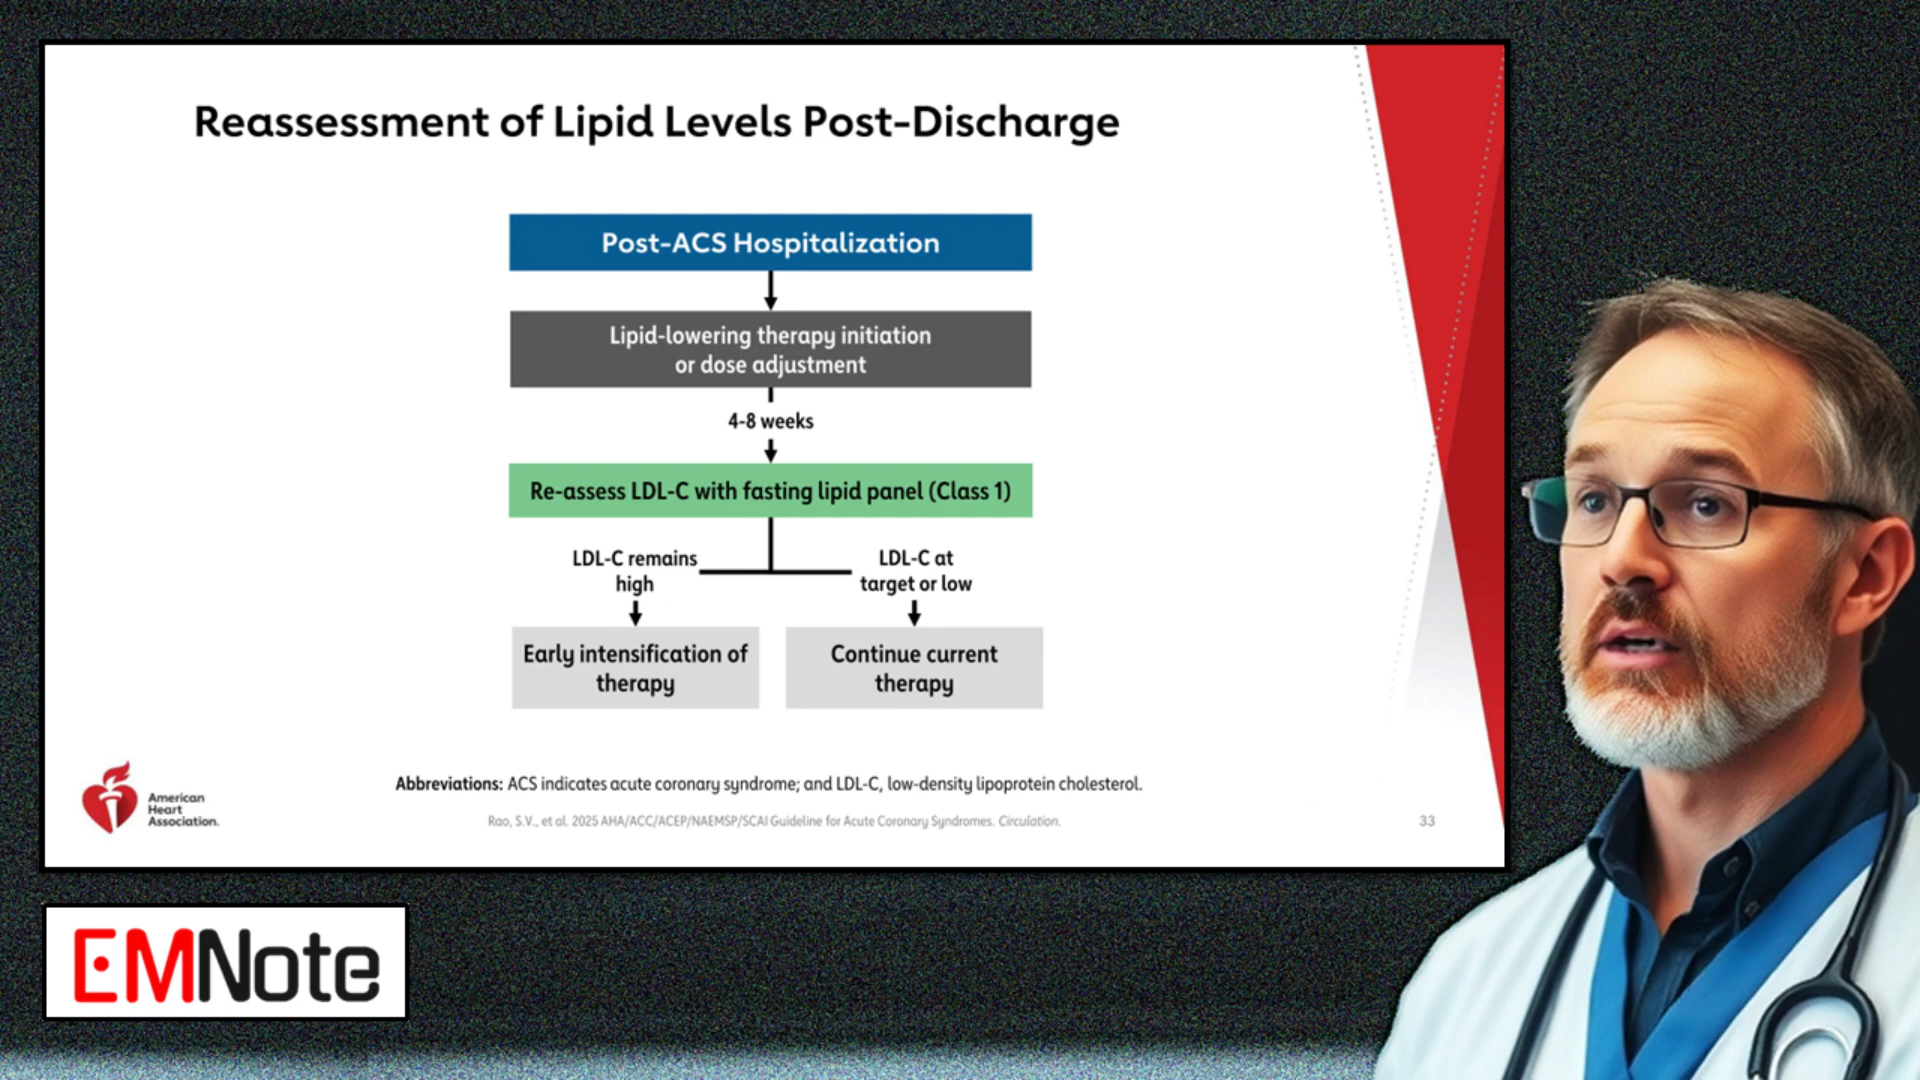 Reassessment of Lipid Levels Post-Discharge
Post-ACS Hospitalization
Lipid-lowering therapy initiation
or dose adjustment
4-8 weeks
Re-assess LDL-C with fasting lipid panel (Class 1)
LDL-C remains
high
LDL-C at
target or low
Early intensification of
therapy
Continue current
therapy
Abbreviations: ACS indicates acute coronary syndrome; and LDL-C, low-density lipoprotein cholesterol.
American
Heart
Association.
Rao, S.V., et al. 2025 AHA/ACC/ACEP/NAEMSP/SCAI Guideline for Acute Coronary Syndromes. Circulation.
33
EMNote